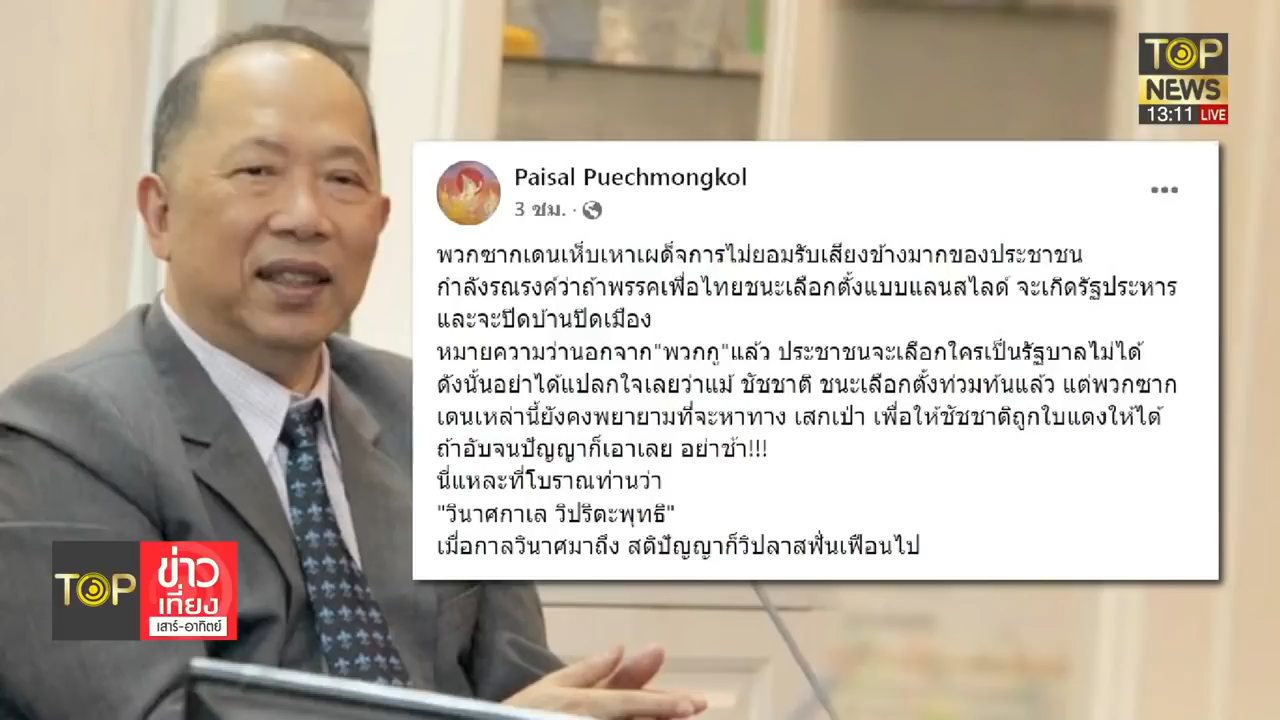 TOP
NEWS
13:11 LIVE
Paisal Puechmongkol
3 ชม. ·
พวกซากเดนเห็บเหาเผด็จการไม่ยอมรับเสียงข้างมากของประชาชน
กำลังรณรงค์ว่าถ้าพรรคเพื่อไทยชนะเลือกตั้งแบบแลนสไลด์ จะเกิดรัฐประหาร
และจะปิดบ้านปิดเมือง
หมายความว่านอกจาก"พวกกู"แล้ว ประชาชนจะเลือกใครเป็นรัฐบาลไม่ได้
ดังนั้นอย่าได้แปลกใจเลยว่าแม้ ชัชชาติ ชนะเลือกตั้งท่วมท้นแล้ว แต่พวกซาก
เดนเหล่านี้ยังคงพยายามที่จะหาทาง เสกเป่า เพื่อให้ชัชชาติถูกใบแดงให้ได้
ถ้าอับจนปัญญาก็เอาเลย อย่าช้า!!!
นี่แหละที่โบราณท่านว่า
"วินาศกาเล วิปริตะพุทธิ"
เมื่อกาลวินาศมาถึง สติปัญญาก็วิปลาสฟั่นเฟือนไป
TOP
ข่าว
เที่ยง
เสาร์-อาทิตย์